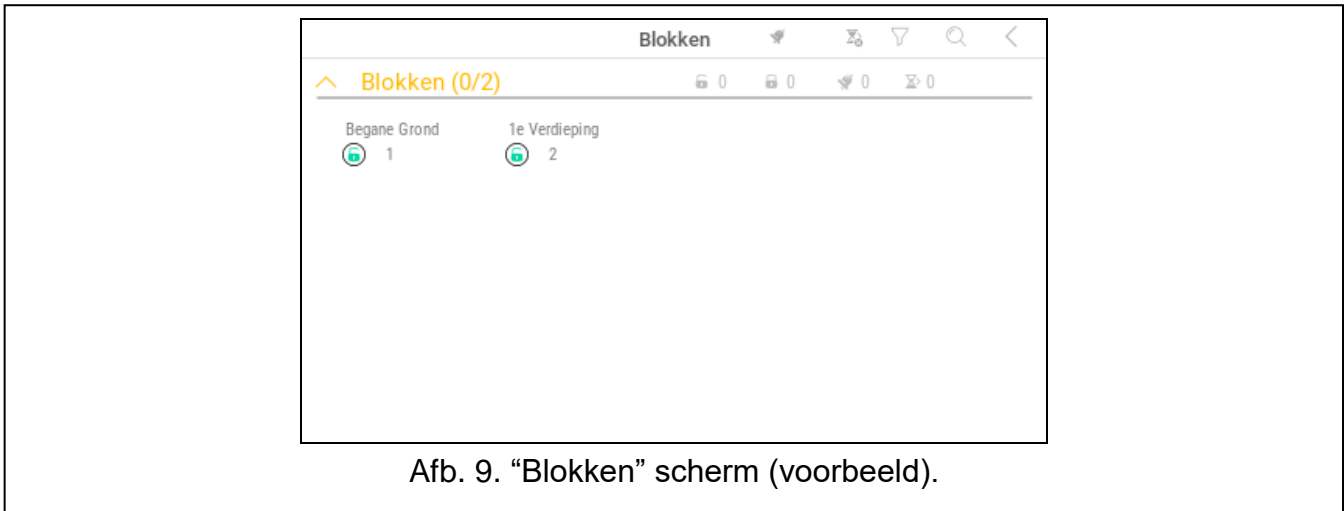 Blokken
Blokken (0/2) 0 0 0 0
Begane Grond 1e Verdieping
1 2
Afb. 9. “Blokken” scherm (voorbeeld).